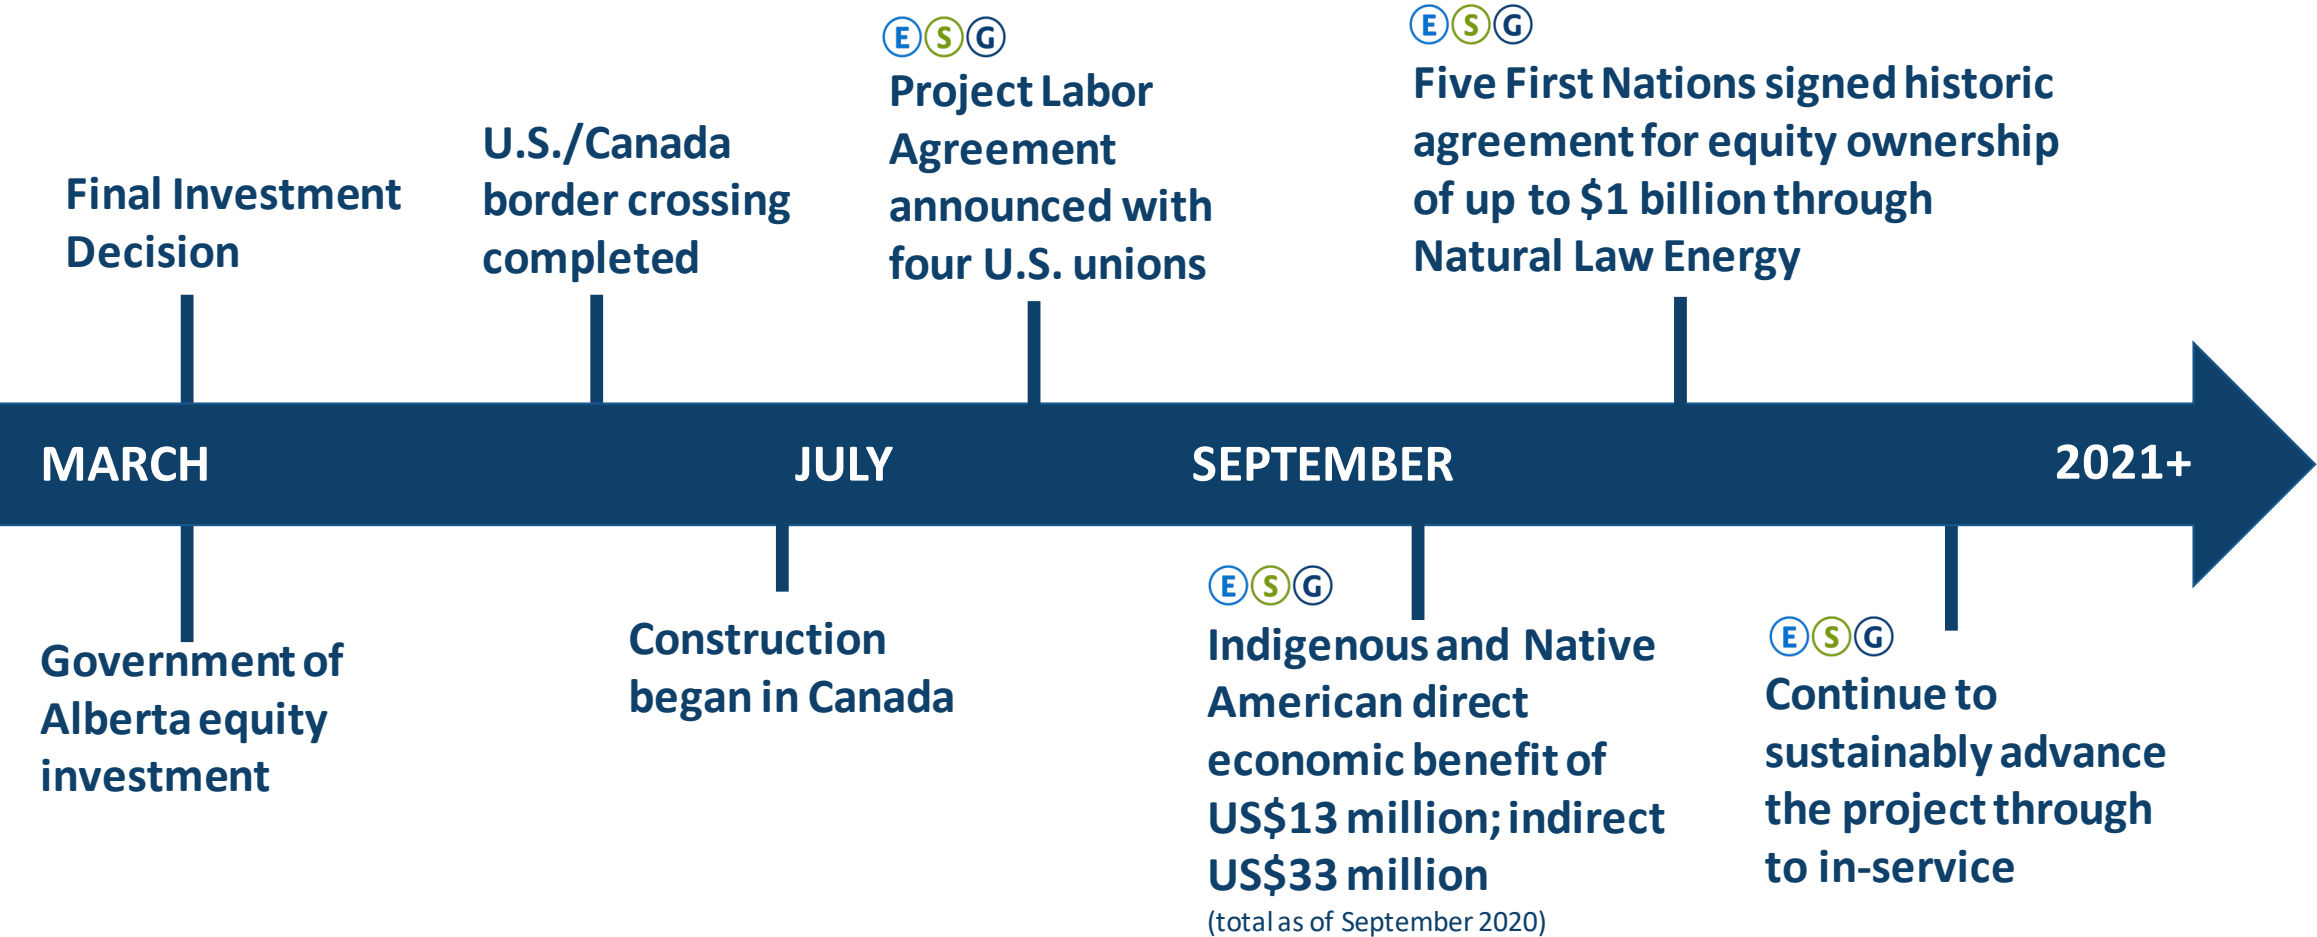 E S G
Project Labor
Agreement
announced with
four U.S. unions
E S G
Five First Nations signed historic
agreement for equity ownership
of up to $1 billion through
Natural Law Energy
U.S./Canada
border crossing
completed
Final Investment
Decision
MARCH
JULY
SEPTEMBER
2021+
Government of
Alberta equity
investment
Construction
began in Canada
E S G
Indigenous and Native
American direct
economic benefit of
US$13 million; indirect
US$33 million
(total as of September 2020)
E S G
Continue to
sustainably advance
the project through
to in-service